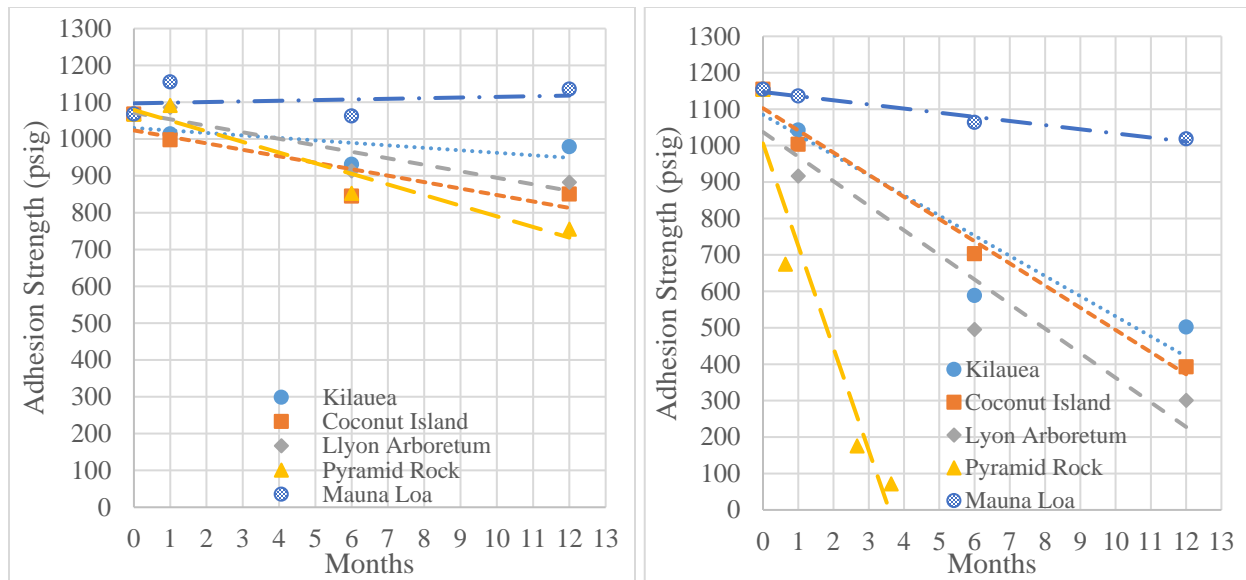 Adhesion Strength (psig)
1300
1200
1100
1000
900
800
700
600
500
400
300
200
100
0
Kilauea
Coconut Island
Llyon Arboretum
Pyramid Rock
Mauna Loa
0 1 2 3 4 5 6 7 8 9 10 11 12 13
Months
Adhesion Strength (psig)
1300
1200
1100
1000
900
800
700
600
500
400
300
200
100
0
Kilauea
Coconut Island
Lyon Arboretum
Pyramid Rock
Mauna Loa
0 1 2 3 4 5 6 7 8 9 10 11 12 13
Months